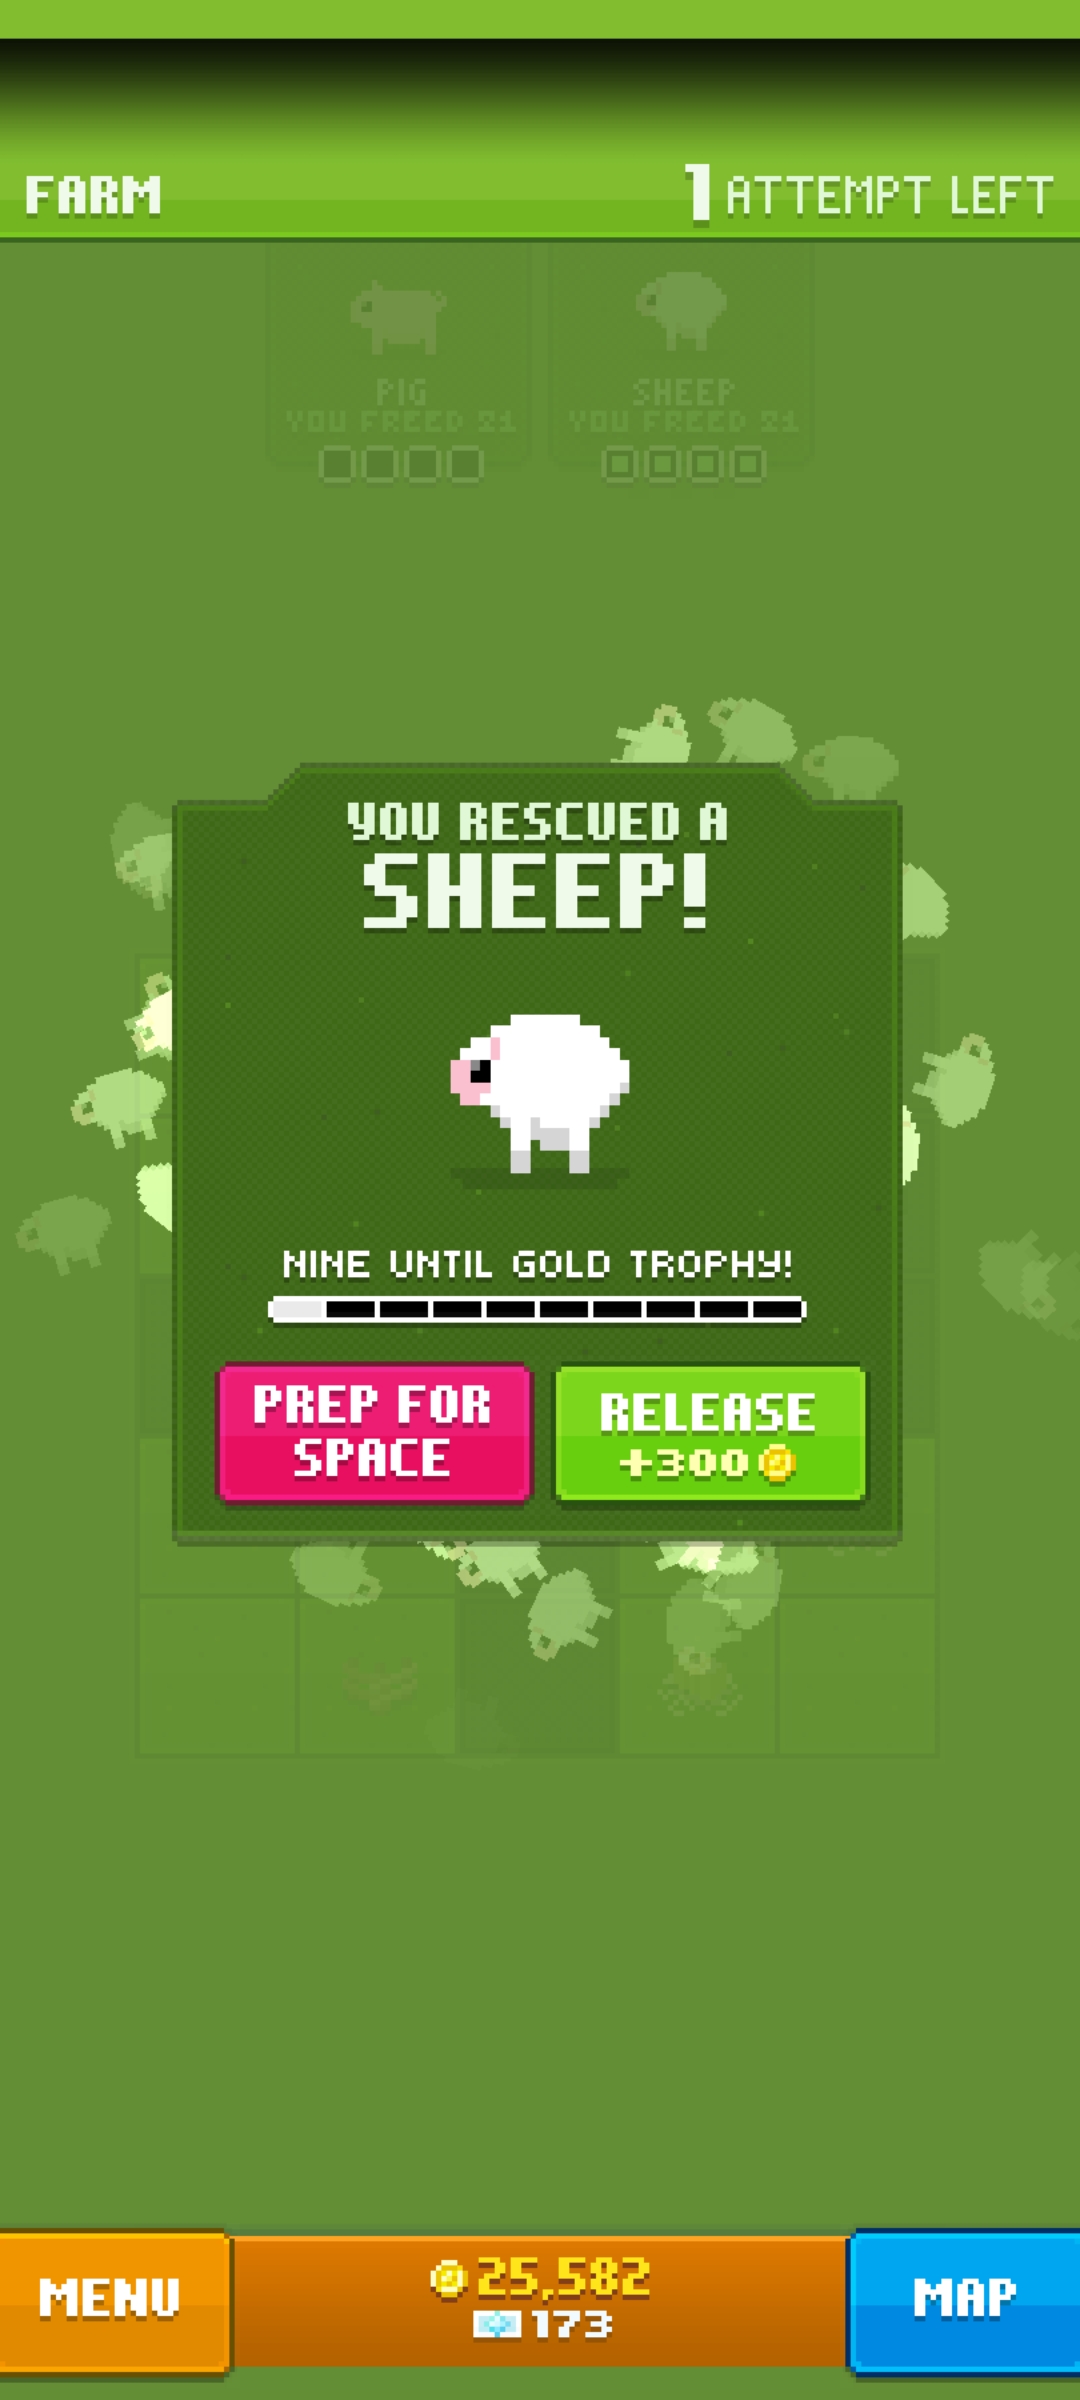 FARM
1 ATTEMPT LEFT
PIG
YOU FREED 21
SHEEP
YOU FREED 21
YOU RESCUED A
SHEEP!
NINE UNTIL GOLD TROPHY!
PREP FOR
SPACE
RELEASE
+300
MENU
25,582
173
MAP